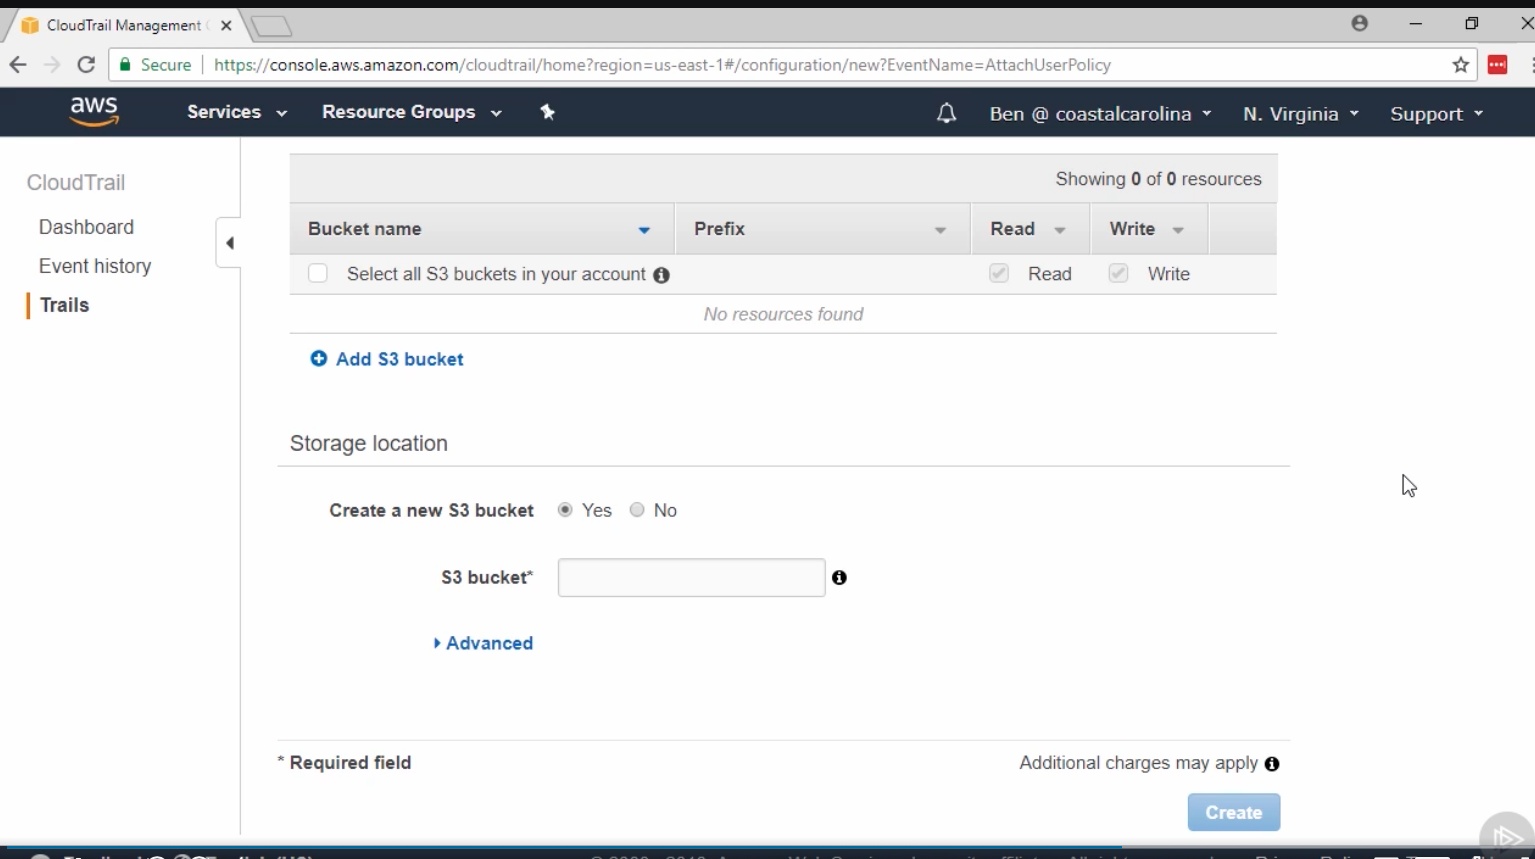 CloudTrail Management
Secure https://console.aws.amazon.com/cloudtrail/home?region=us-east-1#/configuration/new?EventName=AttachUserPolicy
aws Services Resource Groups Ben @ coastalcarolina N. Virginia Support
CloudTrail
Dashboard
Event history
Trails
Showing 0 of 0 resources
Bucket name Prefix Read Write
Select all S3 buckets in your account Read Write
No resources found
Add S3 bucket
Storage location
Create a new S3 bucket Yes No
S3 bucket*
Advanced
* Required field Additional charges may apply
Create